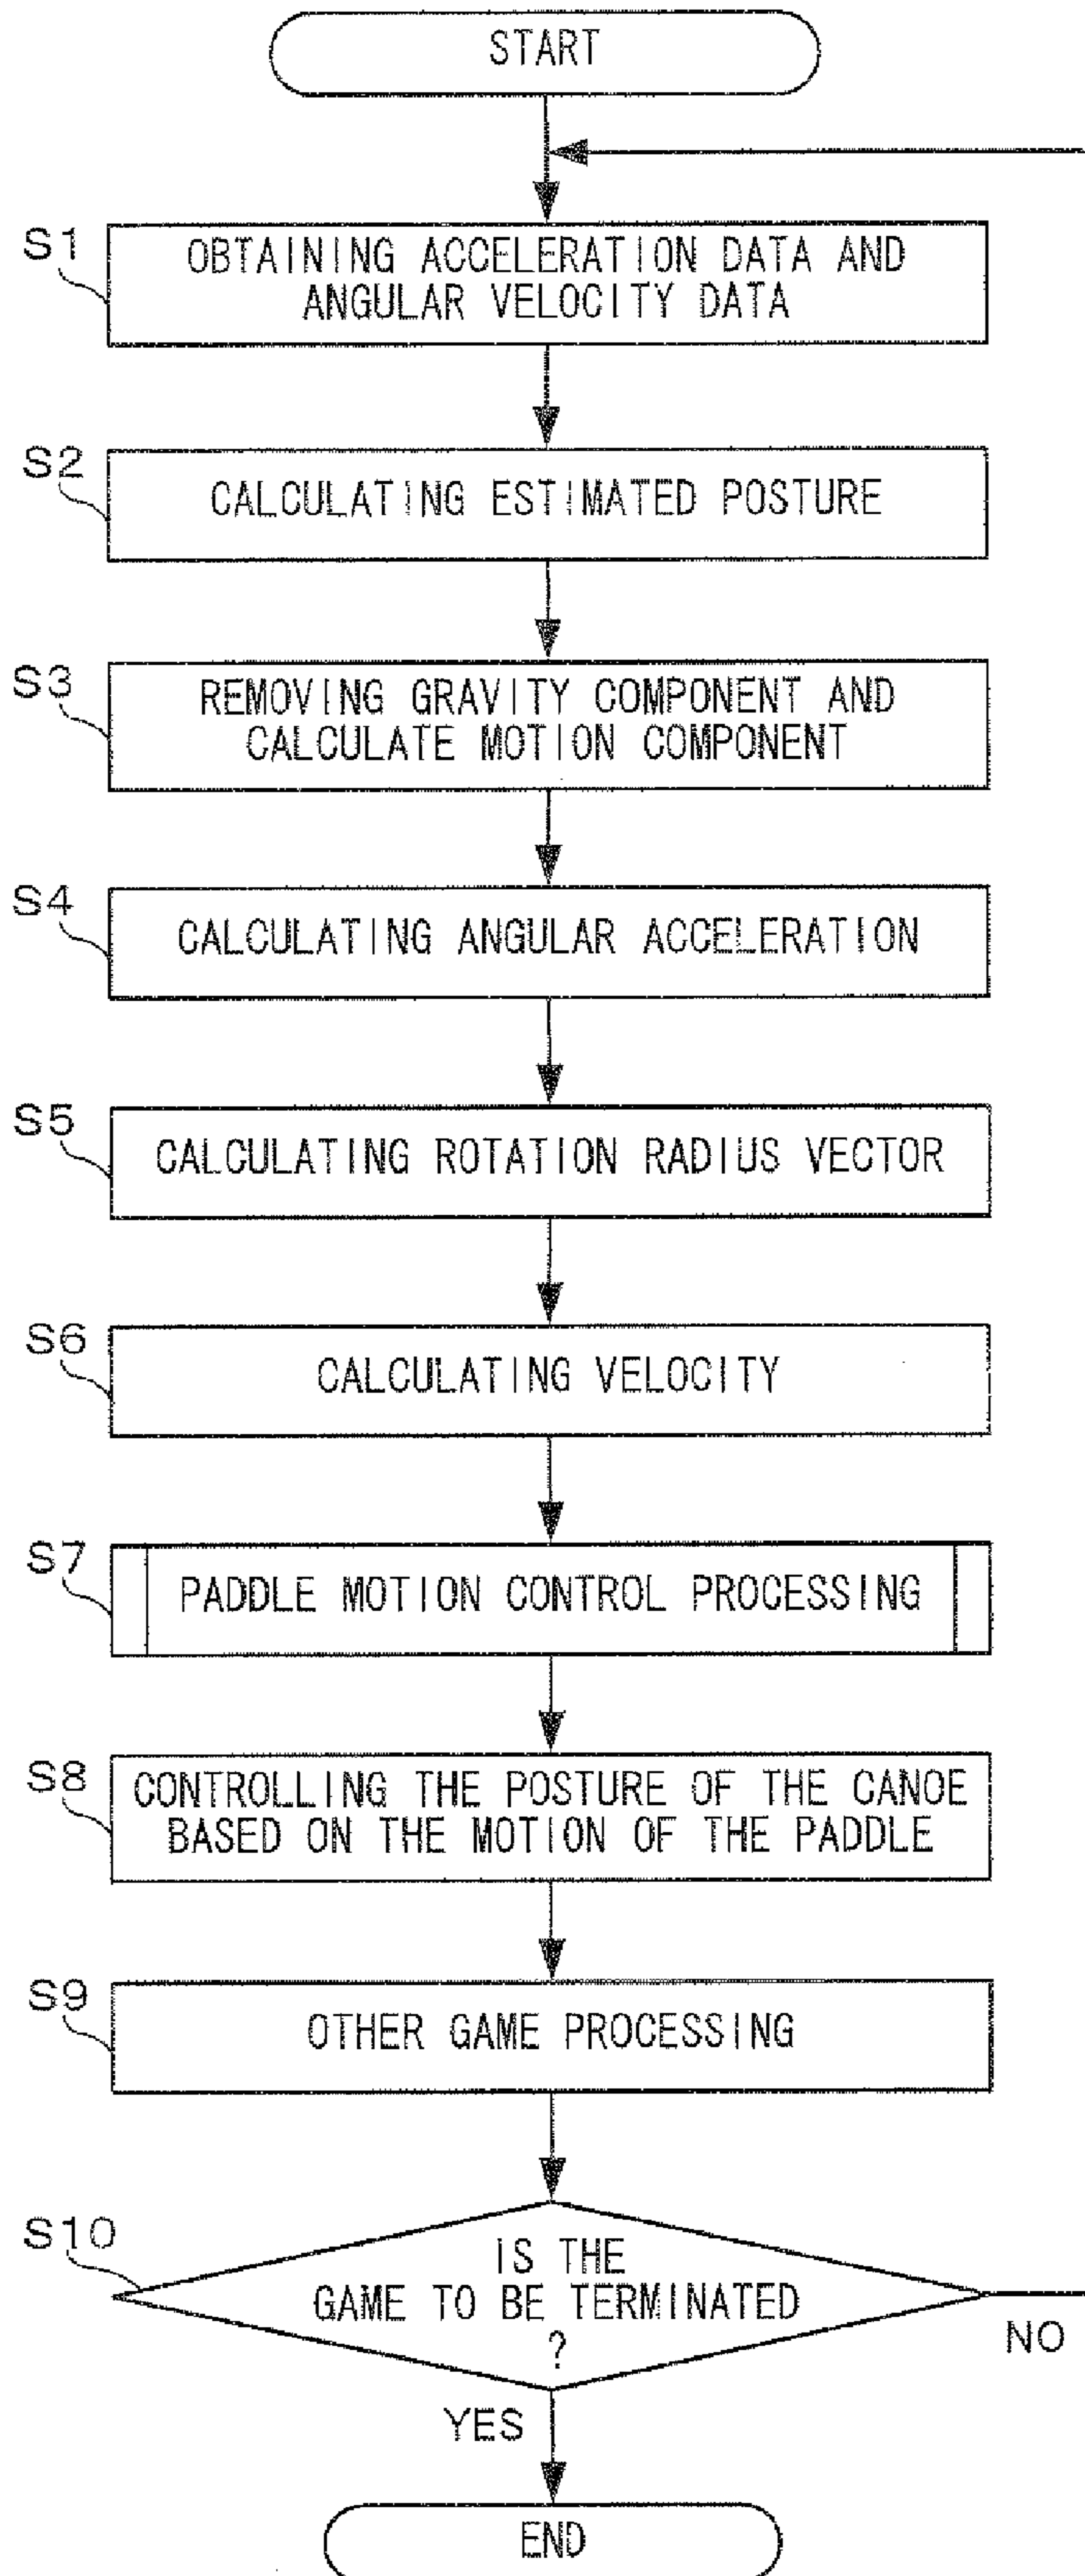 START
S1
OBTAINING ACCELERATION DATA AND
ANGULAR VELOCITY DATA
S2
CALCULATING ESTIMATED POSTURE
S3
REMOVING GRAVITY COMPONENT AND
CALCULATE MOTION COMPONENT
S4
CALCULATING ANGULAR ACCELERATION
S5
CALCULATING ROTATION RADIUS VECTOR
S6
CALCULATING VELOCITY
S7
PADDLE MOTION CONTROL PROCESSING
S8
CONTROLLING THE POSTURE OF THE CANOE
BASED ON THE MOTION OF THE PADDLE
S9
OTHER GAME PROCESSING
S10
IS THE
GAME TO BE TERMINATED
?
NO
YES
END